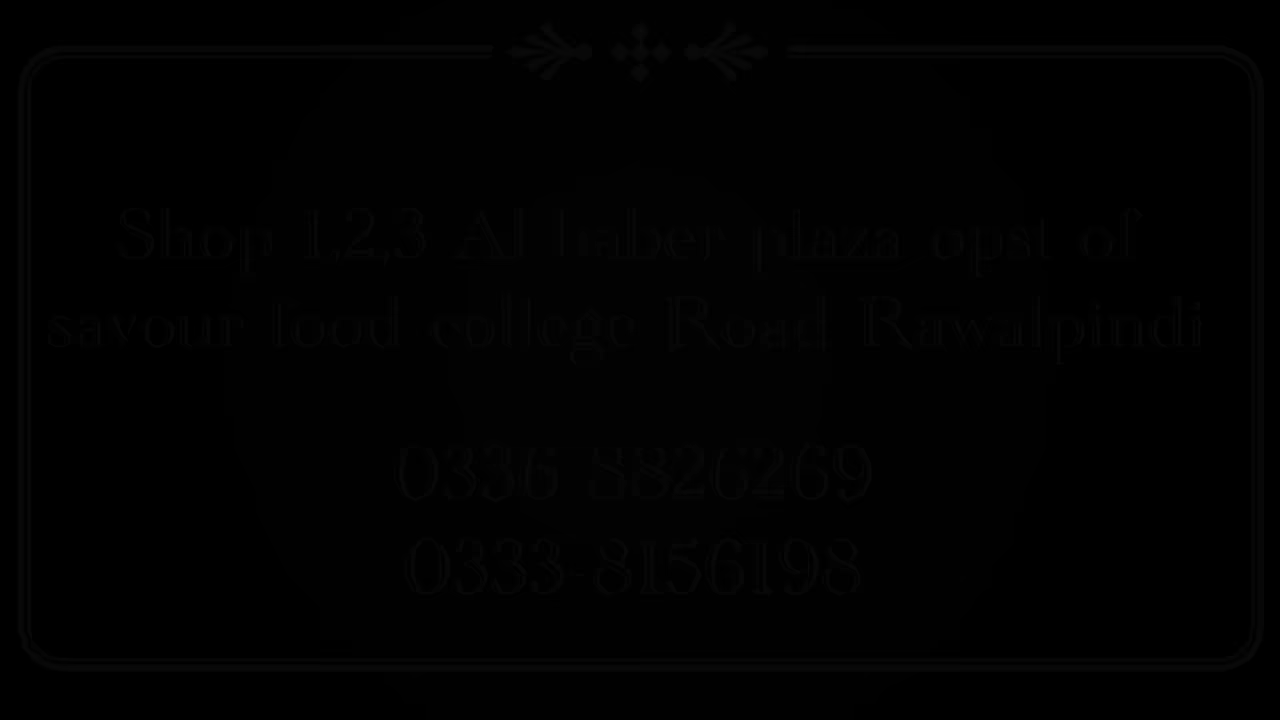 Shop 1,2,3 Al haber plaza opst of
savour food college Road Rawalpindi
0336 8826269
0333-8156198